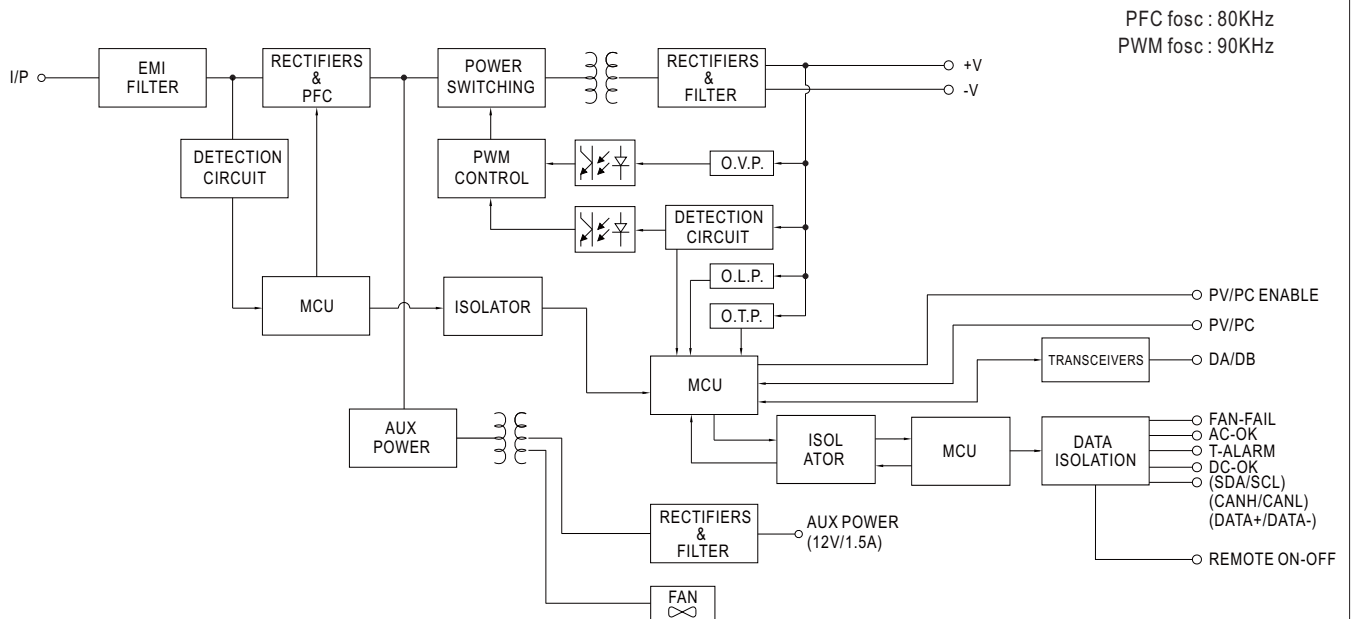 PFC fosc : 80KHz
PWM fosc : 90KHz
I/P
EMI
FILTER
RECTIFIERS
&
PFC
POWER
SWITCHING
RECTIFIERS
&
FILTER
+V
-V
DETECTION
CIRCUIT
PWM
CONTROL
O.V.P.
DETECTION
CIRCUIT
O.L.P.
O.T.P.
MCU
ISOLATOR
MCU
PV/PC ENABLE
PV/PC
TRANSCEIVERS
DA/DB
AUX
POWER
ISOL
ATOR
MCU
DATA
ISOLATION
FAN-FAIL
AC-OK
T-ALARM
DC-OK
(SDA/SCL)
(CANH/CANL)
(DATA+/DATA-)
RECTIFIERS
&
FILTER
AUX POWER
(12V/1.5A)
REMOTE ON-OFF
FAN